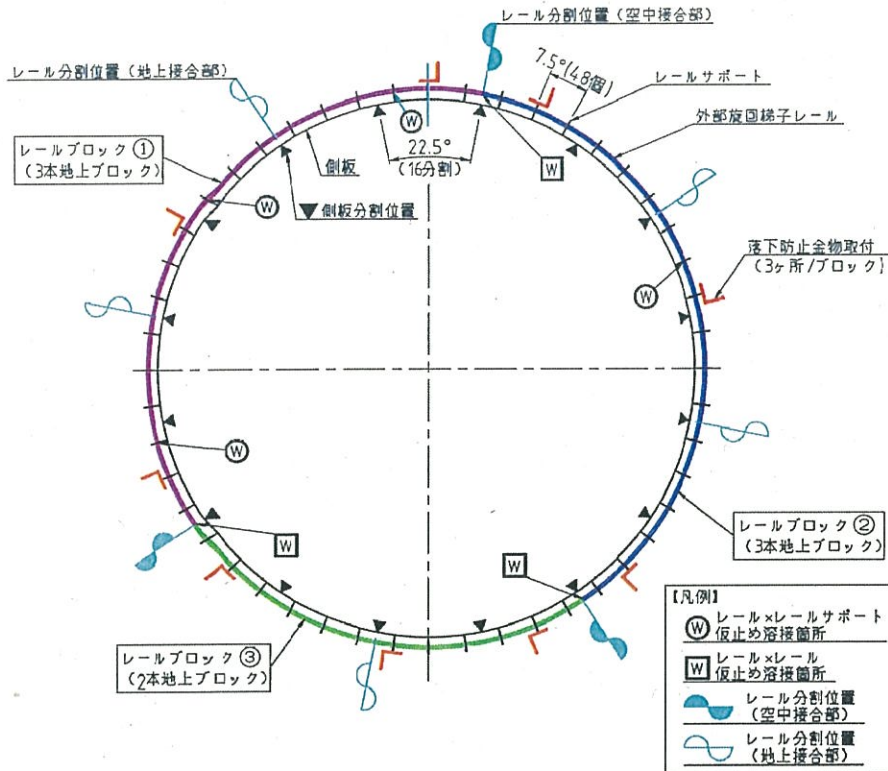 レール分割位置（空中接合部）
レール分割位置（地上接合部）
7.5°(48個)
レールサポート
外部旋回梯子レール
レールブロック①
（3本地上ブロック）
W
22.5°
（16分割）
W
側板
▼側板分割位置
W
落下防止金物取付
（3ヶ所/ブロック）
W
W
レールブロック②
（3本地上ブロック）
W
W
レールブロック③
（2本地上ブロック）
【凡例】
W レール×レールサポート
仮止め溶接箇所
W レール×レール
仮止め溶接箇所
レール分割位置
（空中接合部）
レール分割位置
（地上接合部）